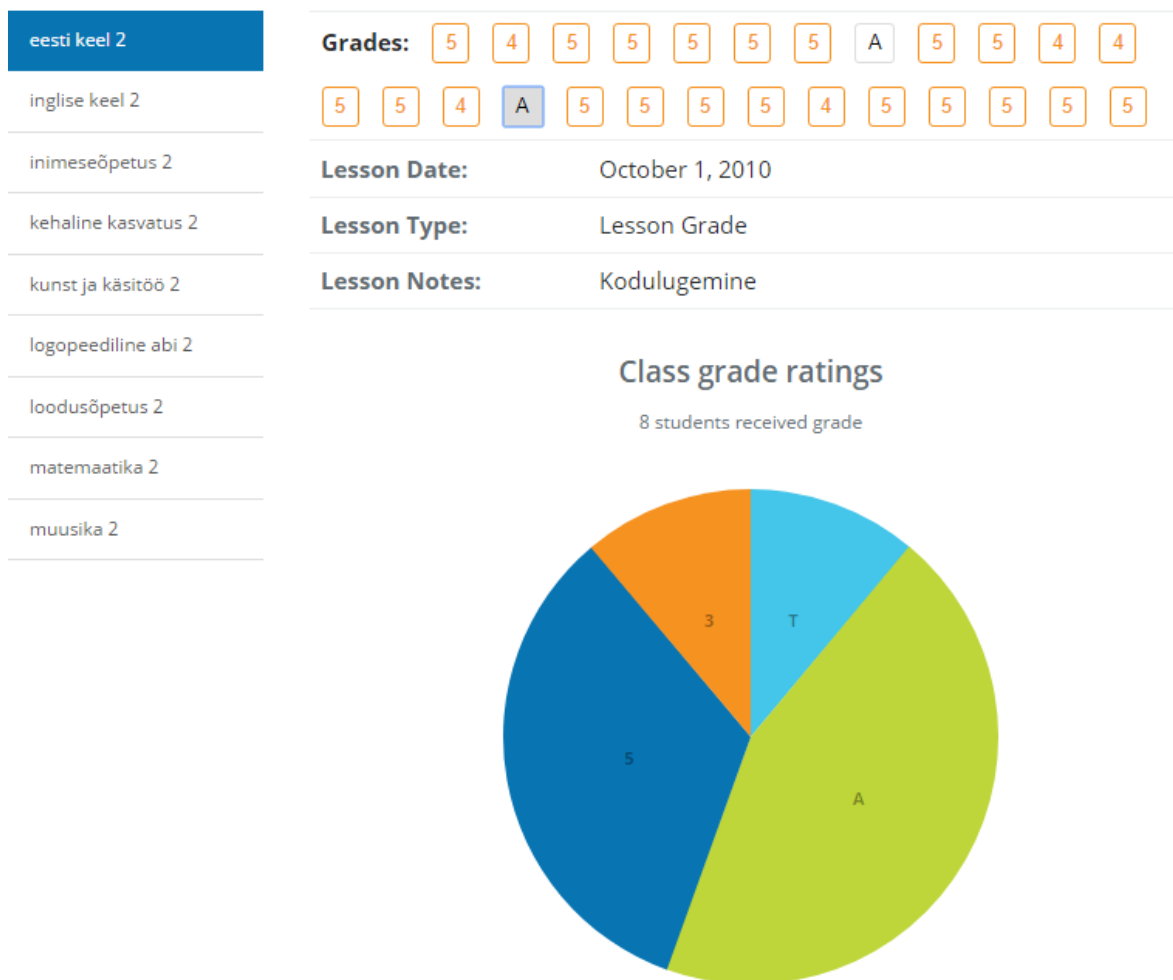 eesti keel 2
inglise keel 2
inimeseõpetus 2
kehaline kasvatus 2
kunst ja käsitöö 2
logopeediline abi 2
loodusõpetus 2
matemaatika 2
muusika 2
Grades: 5 4 5 5 5 5 5 A 5 5 4 4
5 5 4 A 5 5 5 5 4 5 5 5 5 5
Lesson Date: October 1, 2010
Lesson Type: Lesson Grade
Lesson Notes: Kodulugemine
Class grade ratings
8 students received grade
3 T
5
A